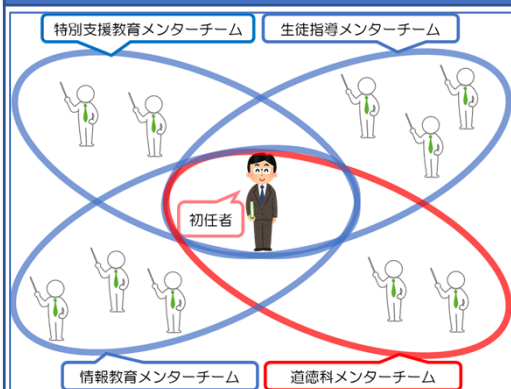 特別支援教育メンターチーム
生徒指導メンターチーム
初任者
情報教育メンターチーム
道徳科メンターチーム